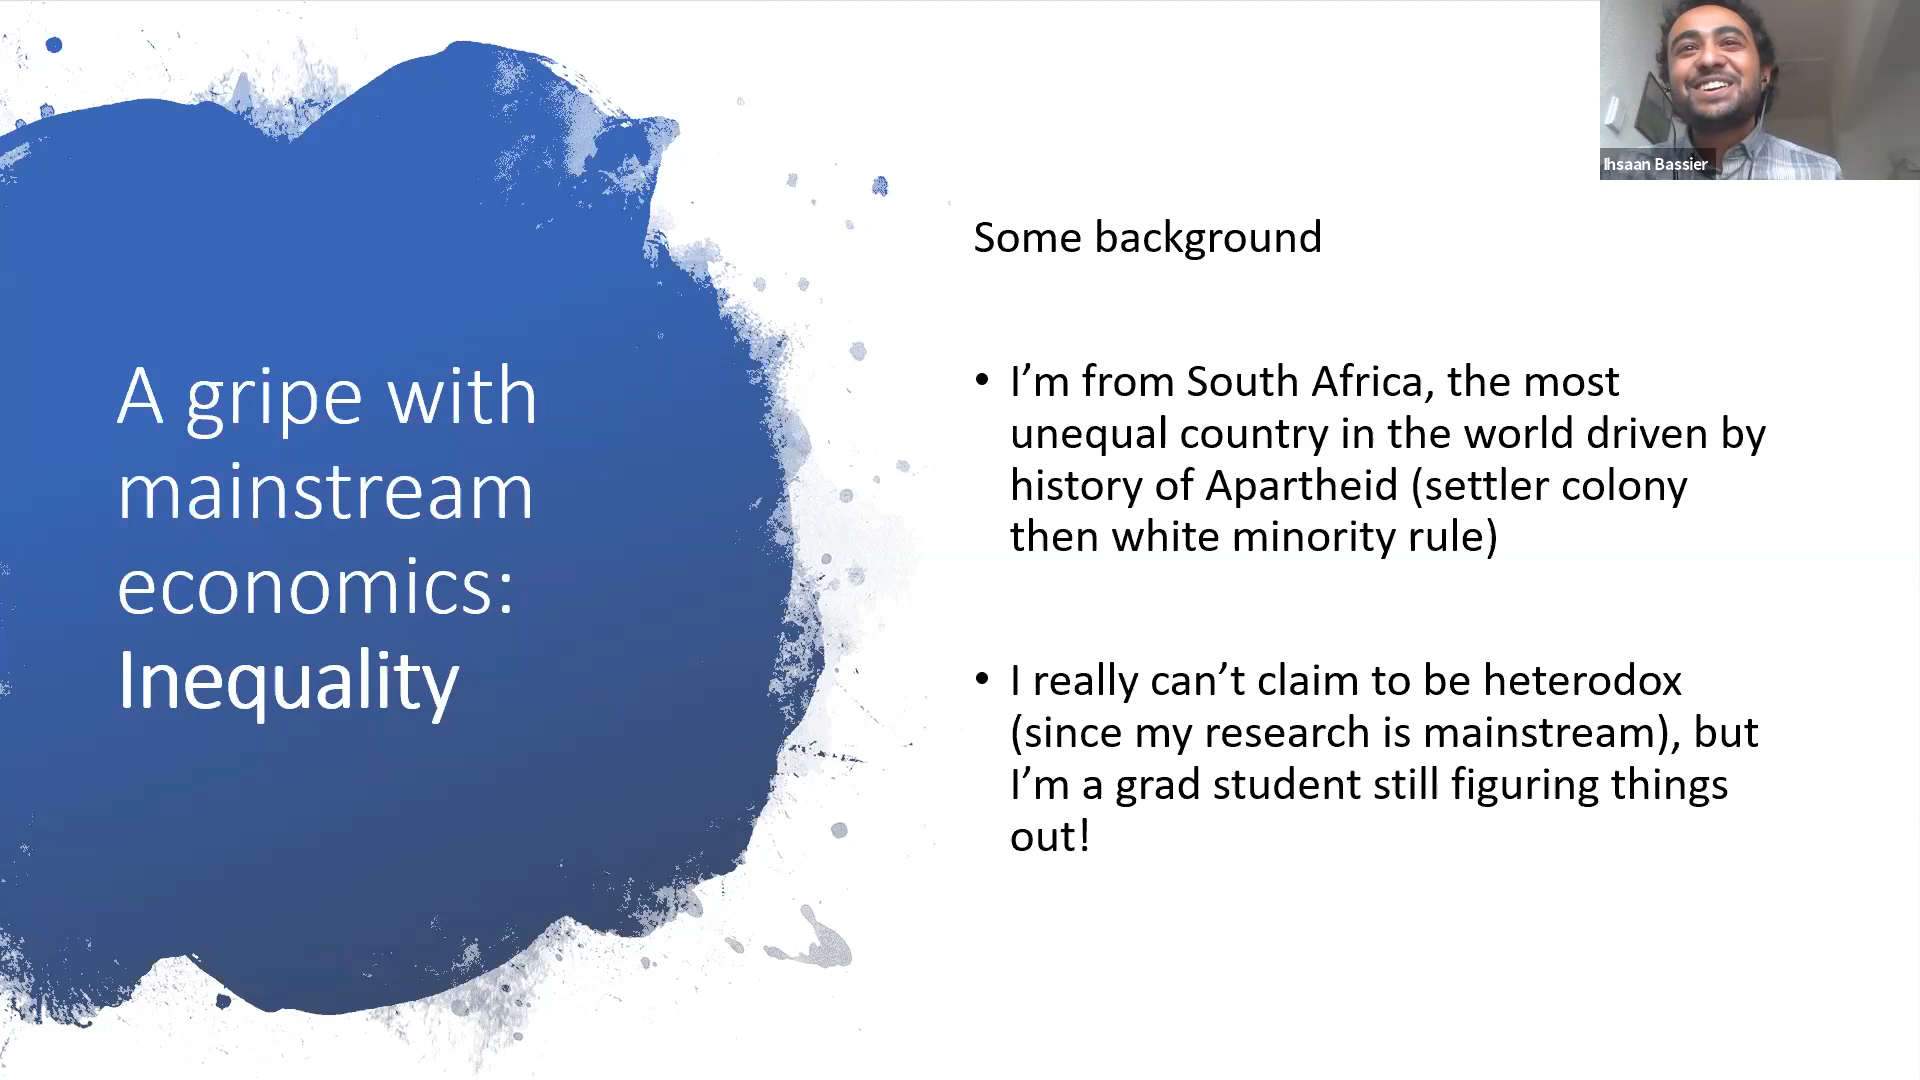 A gripe with
mainstream
economics:
Inequality
Ihsaan Bassier
Some background
• I’m from South Africa, the most
unequal country in the world driven by
history of Apartheid (settler colony
then white minority rule)
• I really can’t claim to be heterodox
(since my research is mainstream), but
I’m a grad student still figuring things
out!